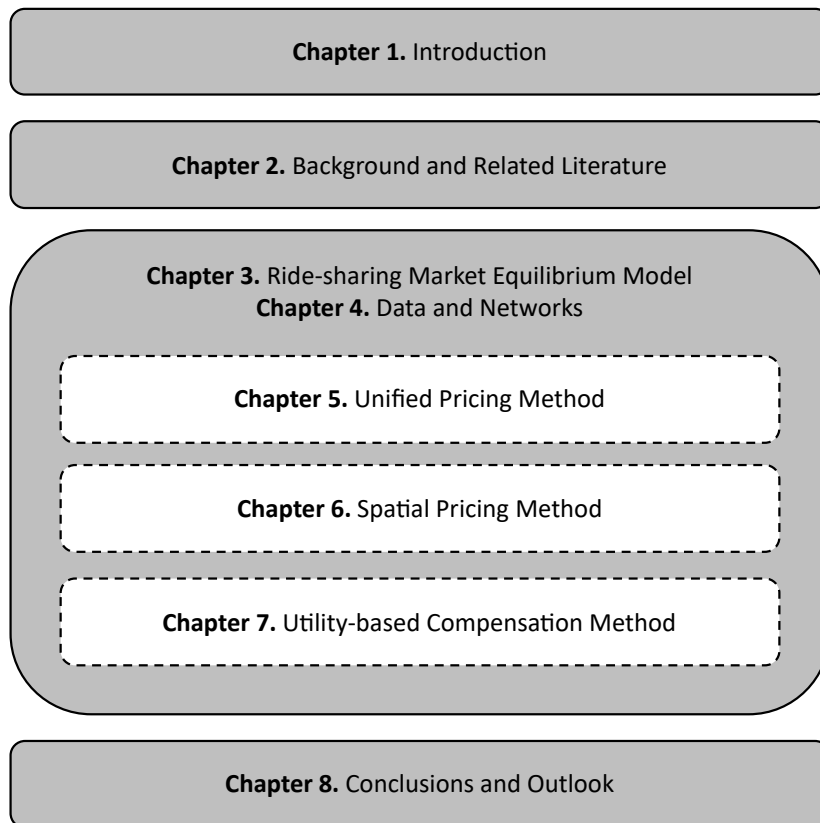 Chapter 1. Introduction
Chapter 2. Background and Related Literature
Chapter 3. Ride-sharing Market Equilibrium Model
Chapter 4. Data and Networks
Chapter 5. Unified Pricing Method
Chapter 6. Spatial Pricing Method
Chapter 7. Utility-based Compensation Method
Chapter 8. Conclusions and Outlook